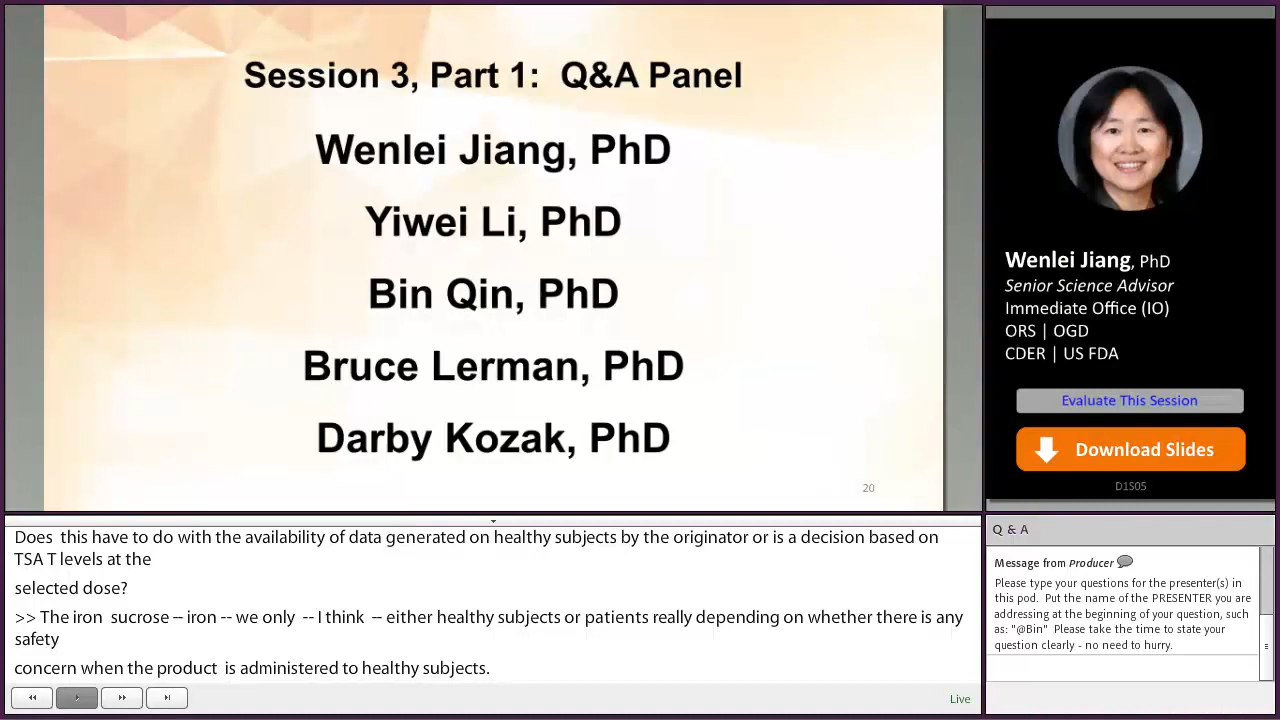 Session 3, Part 1:  Q&A Panel
Wenlei Jiang, PhD
Yiwei Li, PhD
Bin Qin, PhD
Bruce Lerman, PhD
Darby Kozak, PhD
20
Wenlei Jiang, PhD
Senior Science Advisor
Immediate Office (IO)
ORS | OGD
CDER | US FDA
Evaluate This Session
Download Slides
D1S05
Does  this have to do with the availability of data generated on healthy subjects by the originator or is a decision based on
TSA T levels at the
selected dose?
>> The iron  sucrose -- iron -- we only  -- I think  -- either healthy subjects or patients really depending on whether there is any
safety
concern when the product  is administered to healthy subjects.
Live
Q & A
Message from Producer
Please type your questions for the presenter(s) in
this pod.  Put the name of the PRESENTER you are
addressing at the beginning of your question, such
as: "@Bin"  Please take the time to state your
question clearly - no need to hurry.